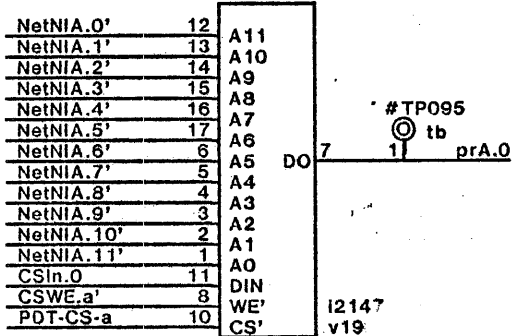 NetNIA.0' 12 A11
NetNIA.1' 13 A10
NetNIA.2' 14 A9
NetNIA.3' 15 A8
NetNIA.4' 16 A7
NetNIA.5' 17 A6
NetNIA.6' 6 A5
NetNIA.7' 5 A4
NetNIA.8' 4 A3
NetNIA.9' 3 A2
NetNIA.10' 2 A1
NetNIA.11' 1 A0
CSIn.0 11 DIN
CSWE.a' 8 WE'
PDT-CS-a 10 CS'
#TP095
tb
DO 7 1 prA.0
i2147
v19